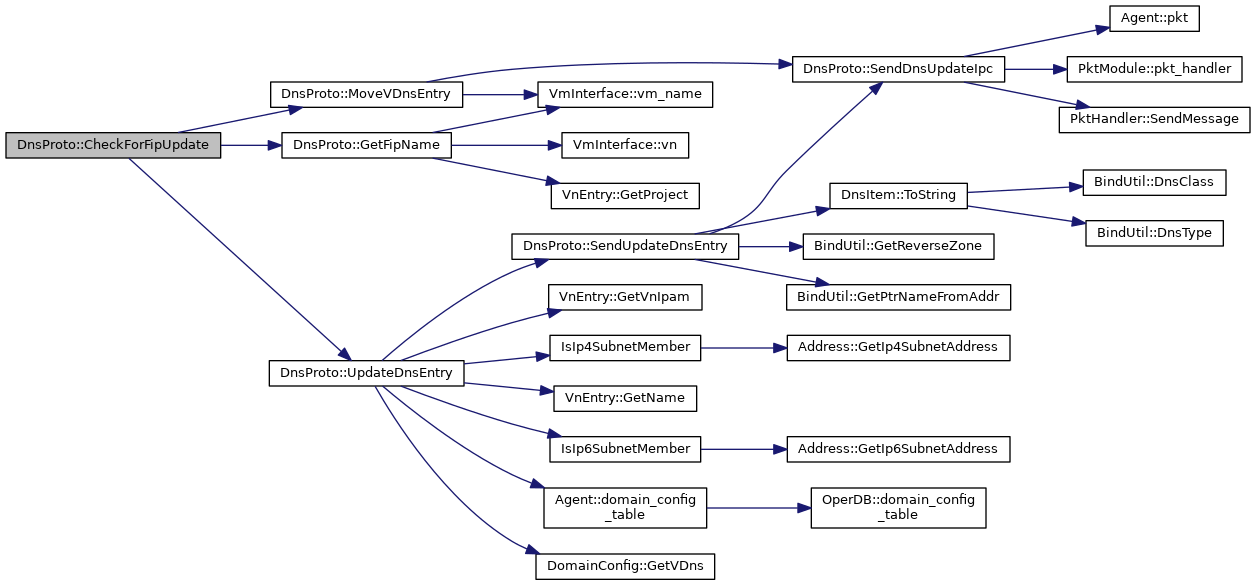 DnsProto::CheckForFipUpdate
DnsProto::MoveVDnsEntry
DnsProto::GetFipName
DnsProto::UpdateDnsEntry
VmInterface::vm_name
VmInterface::vn
VnEntry::GetProject
DnsProto::SendUpdateDnsEntry
VnEntry::GetVnIpam
IsIp4SubnetMember
VnEntry::GetName
IsIp6SubnetMember
Agent::domain_config
_table
DomainConfig::GetVDns
DnsProto::SendDnsUpdateIpc
DnsItem::ToString
BindUtil::GetReverseZone
BindUtil::GetPtrNameFromAddr
Address::GetIp4SubnetAddress
Address::GetIp6SubnetAddress
OperDB::domain_config
_table
Agent::pkt
PktModule::pkt_handler
PktHandler::SendMessage
BindUtil::DnsClass
BindUtil::DnsType